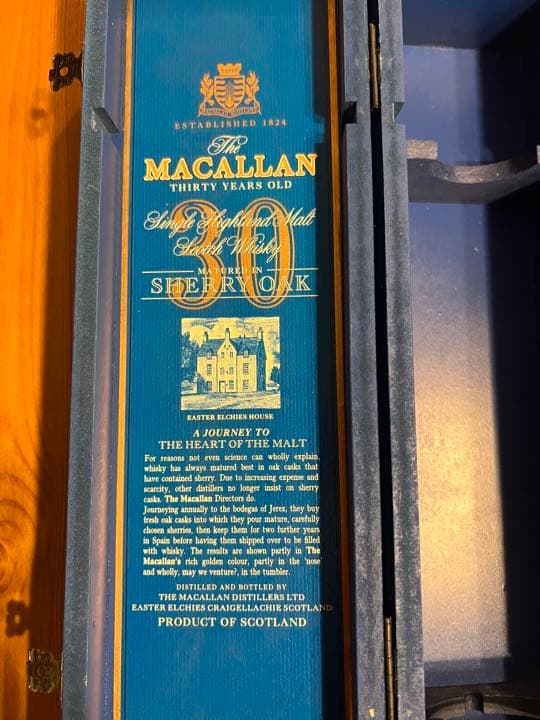 THE MACALLAN SCOTLAND
ESTABLISHED 1824
The
MACALLAN
THIRTY YEARS OLD
30
Single Highland Malt
Scotch Whisky
MATURED IN
SHERRY OAK
EASTER ELCHIES HOUSE
A JOURNEY TO
THE HEART OF THE MALT
For reasons not even science can wholly explain,
whisky has always matured best in oak casks that
have contained sherry. Due to increasing expense and
scarcity, other distillers no longer insist on sherry
casks. The Macallan Directors do.
Journeying annually to the bodegas of Jerez, they buy
fresh oak casks into which they pour mature, carefully
chosen sherries, then keep them for two further years
in Spain before having them shipped over to be filled
with whisky. The results are shown partly in 'The
Macallan's rich golden colour, partly in the 'nose
and wholly, may we venture?, in the tumbler.
DISTILLED AND BOTTLED BY
THE MACALLAN DISTILLERS LTD
EASTER ELCHIES CRAIGELLACHIE SCOTLAND
PRODUCT OF SCOTLAND